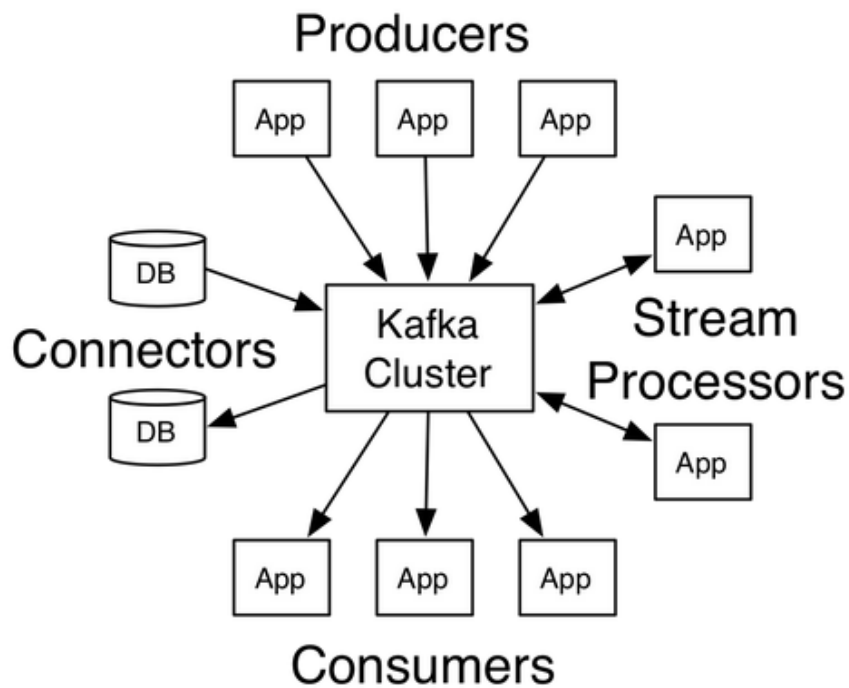 Producers
App
App
App
DB
App
Kafka
Cluster
Stream
Processors
Connectors
DB
App
App
App
App
Consumers